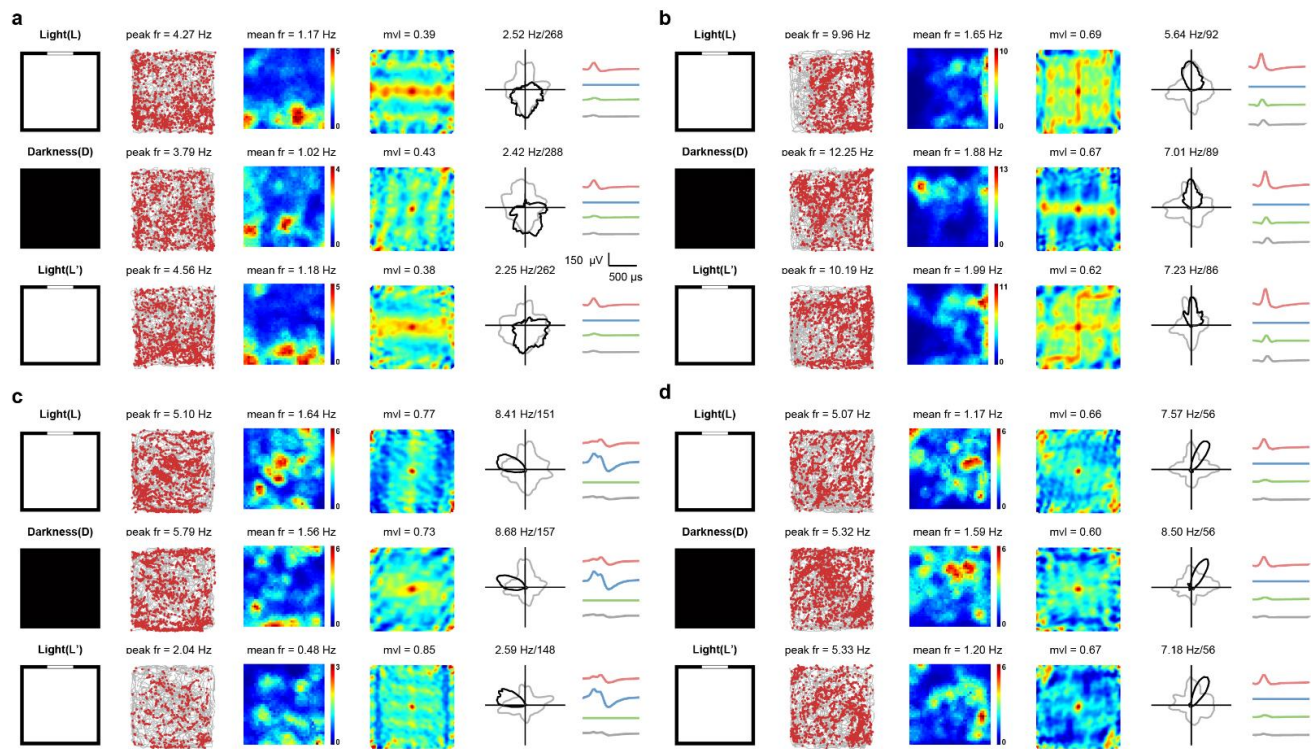 a
Light(L) peak fr = 4.27 Hz mean fr = 1.17 Hz mvl = 0.39 2.52 Hz/268
5
0
Darkness(D) peak fr = 3.79 Hz mean fr = 1.02 Hz mvl = 0.43 2.42 Hz/288
4
0
150 µV
500 µs
Light(L') peak fr = 4.56 Hz mean fr = 1.18 Hz mvl = 0.38 2.25 Hz/262
5
0
b
Light(L) peak fr = 9.96 Hz mean fr = 1.65 Hz mvl = 0.69 5.64 Hz/92
10
0
Darkness(D) peak fr = 12.25 Hz mean fr = 1.88 Hz mvl = 0.67 7.01 Hz/89
13
0
Light(L') peak fr = 10.19 Hz mean fr = 1.99 Hz mvl = 0.62 7.23 Hz/86
11
0
c
Light(L) peak fr = 5.10 Hz mean fr = 1.64 Hz mvl = 0.77 8.41 Hz/151
6
0
Darkness(D) peak fr = 5.79 Hz mean fr = 1.56 Hz mvl = 0.73 8.68 Hz/157
6
0
Light(L') peak fr = 2.04 Hz mean fr = 0.48 Hz mvl = 0.85 2.59 Hz/148
3
0
d
Light(L) peak fr = 5.07 Hz mean fr = 1.17 Hz mvl = 0.66 7.57 Hz/56
6
0
Darkness(D) peak fr = 5.32 Hz mean fr = 1.59 Hz mvl = 0.60 8.50 Hz/56
6
0
Light(L') peak fr = 5.33 Hz mean fr = 1.20 Hz mvl = 0.67 7.18 Hz/56
6
0